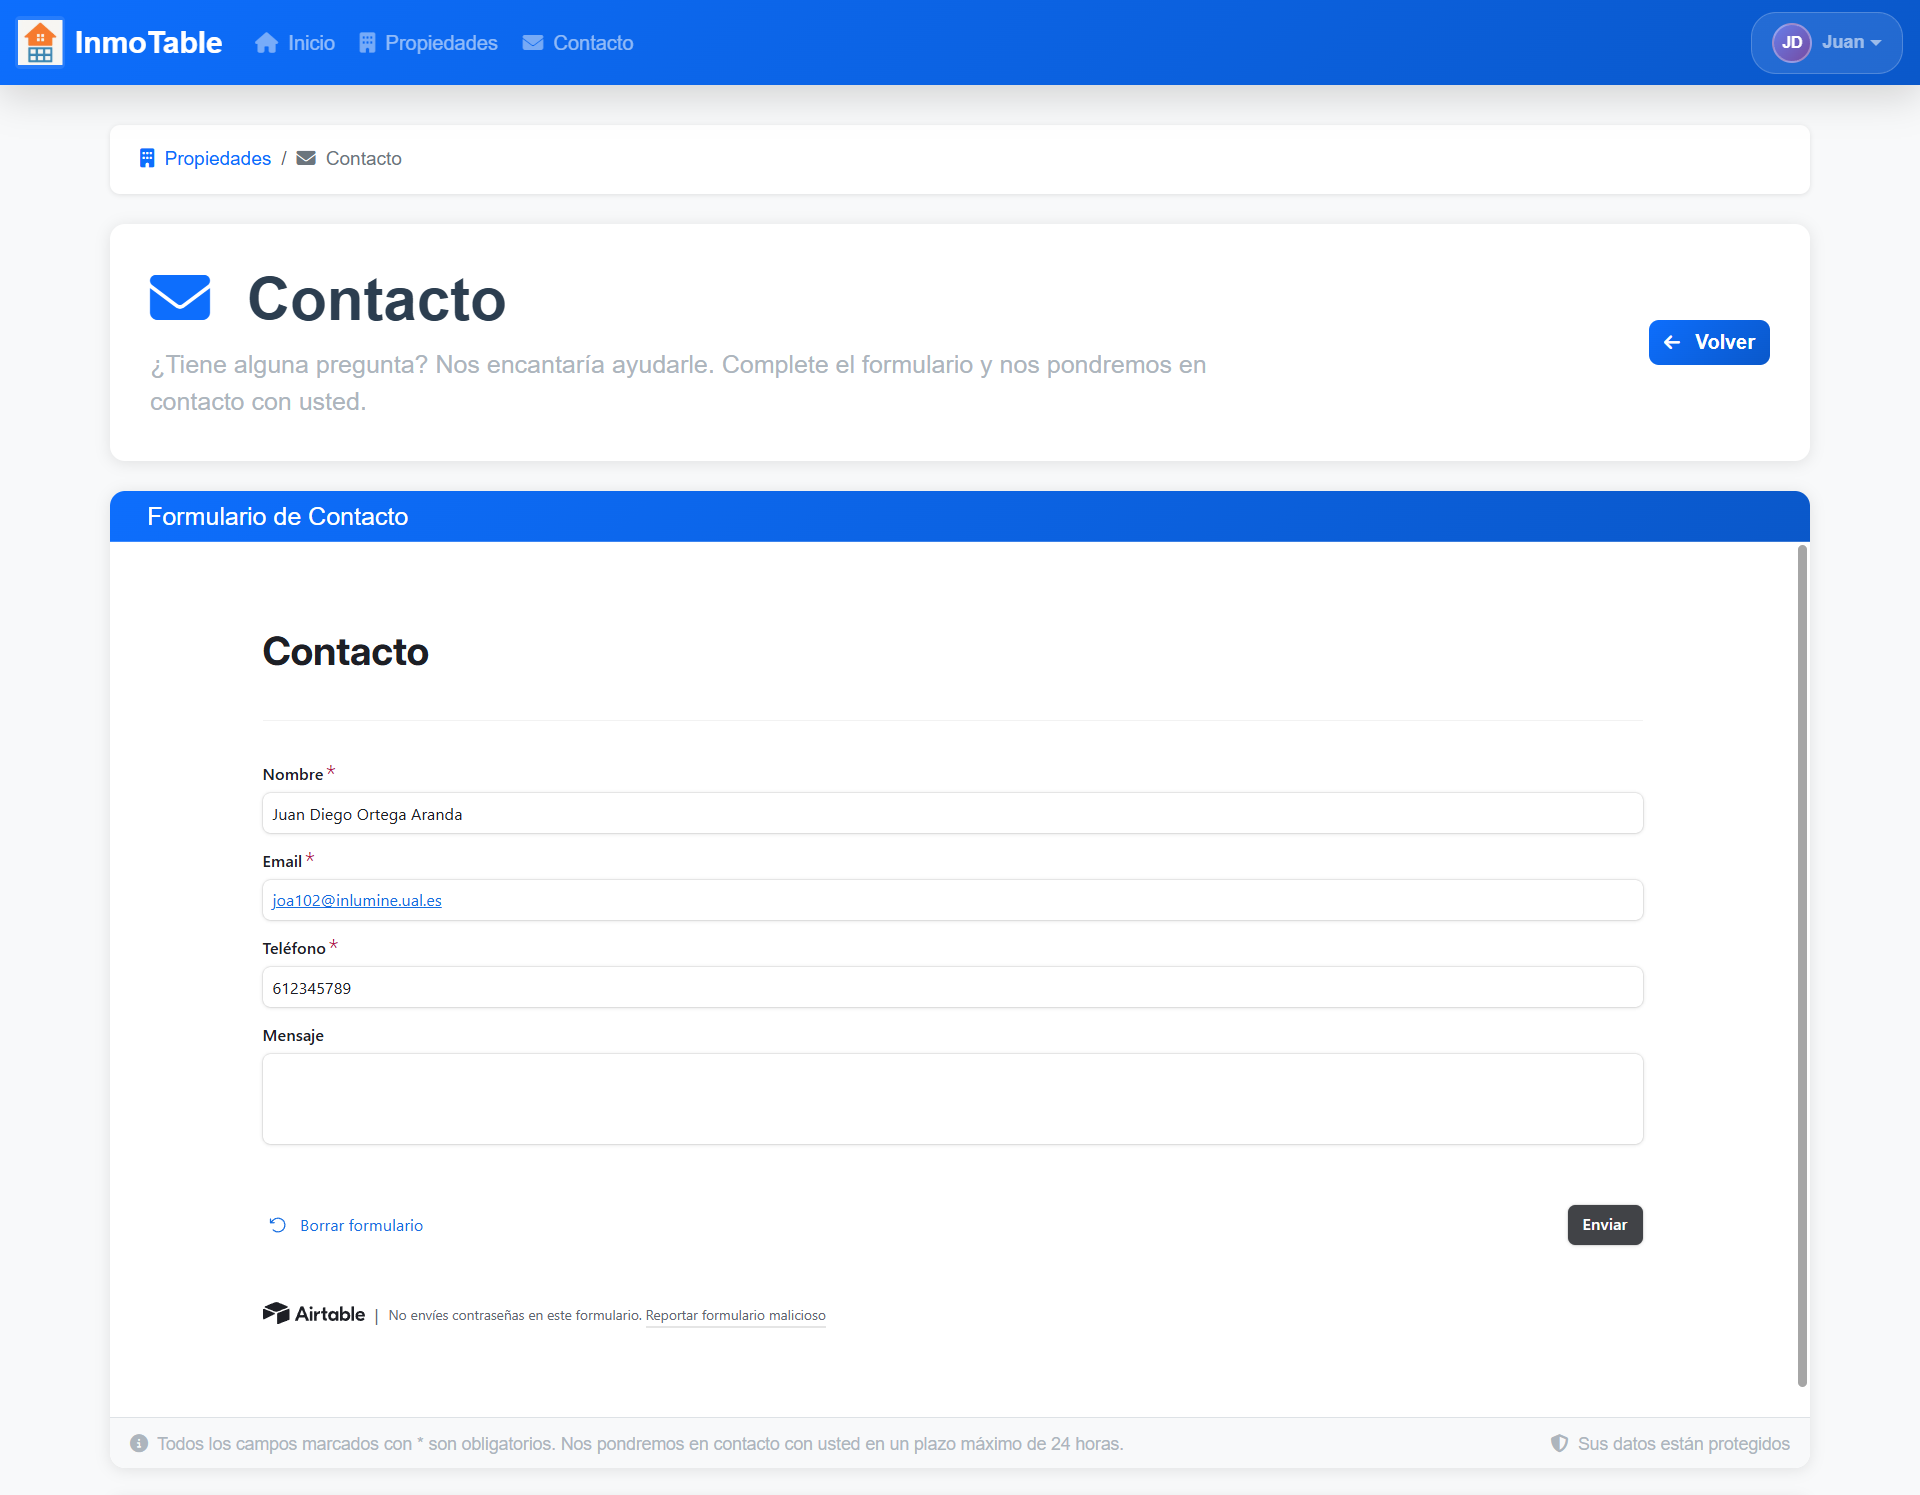 InmoTable
Inicio
Propiedades
Contacto
JD
Juan
Propiedades / Contacto
Contacto
¿Tiene alguna pregunta? Nos encantaría ayudarle. Complete el formulario y nos pondremos en
contacto con usted.
Volver
Formulario de Contacto
Contacto
Nombre*
Juan Diego Ortega Aranda
Email*
joa102@inlumine.ual.es
Teléfono*
612345789
Mensaje
Borrar formulario
Enviar
Airtable | No envíes contraseñas en este formulario. Reportar formulario malicioso
Todos los campos marcados con * son obligatorios. Nos pondremos en contacto con usted en un plazo máximo de 24 horas.
Sus datos están protegidos